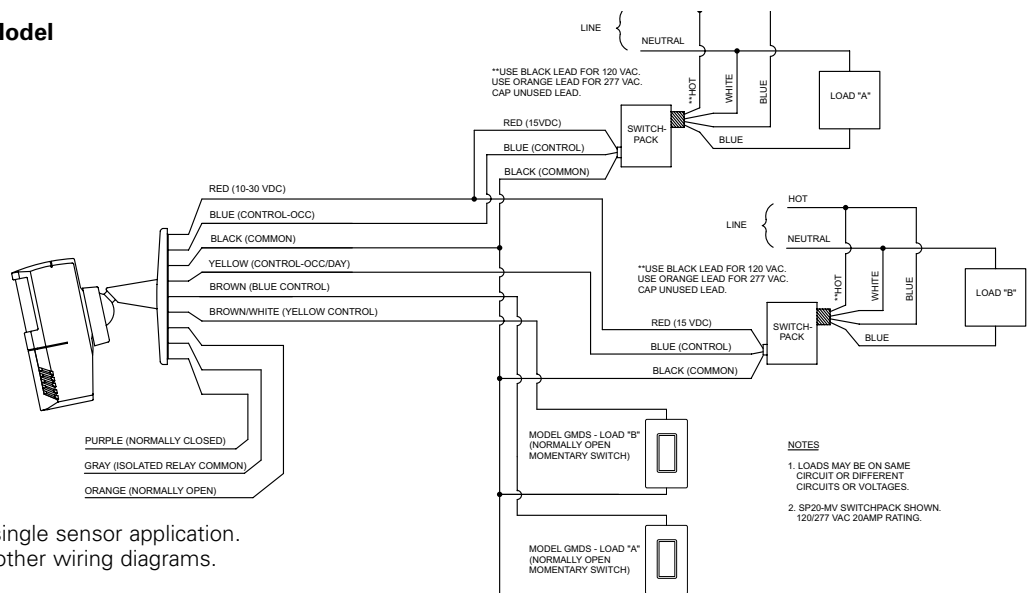 Model
LINE
NEUTRAL
**USE BLACK LEAD FOR 120 VAC.
USE ORANGE LEAD FOR 277 VAC.
CAP UNUSED LEAD.
**HOT
WHITE
BLUE
LOAD "A"
RED (15VDC)
SWITCH-
PACK
BLUE (CONTROL)
BLUE
BLACK (COMMON)
RED (10-30 VDC)
BLUE (CONTROL-OCC)
BLACK (COMMON)
YELLOW (CONTROL-OCC/DAY)
BROWN (BLUE CONTROL)
BROWN/WHITE (YELLOW CONTROL)
HOT
LINE
NEUTRAL
**USE BLACK LEAD FOR 120 VAC.
USE ORANGE LEAD FOR 277 VAC.
CAP UNUSED LEAD.
**HOT
WHITE
BLUE
LOAD "B"
RED (15 VDC)
SWITCH-
PACK
BLUE (CONTROL)
BLUE
BLACK (COMMON)
PURPLE (NORMALLY CLOSED)
GRAY (ISOLATED RELAY COMMON)
ORANGE (NORMALLY OPEN)
MODEL GMDS - LOAD "B"
(NORMALLY OPEN
MOMENTARY SWITCH)
NOTES
1. LOADS MAY BE ON SAME
CIRCUIT OR DIFFERENT
CIRCUITS OR VOLTAGES.
2. SP20-MV SWITCHPACK SHOWN.
120/277 VAC 20AMP RATING.
single sensor application.
other wiring diagrams.
MODEL GMDS - LOAD "A"
(NORMALLY OPEN
MOMENTARY SWITCH)